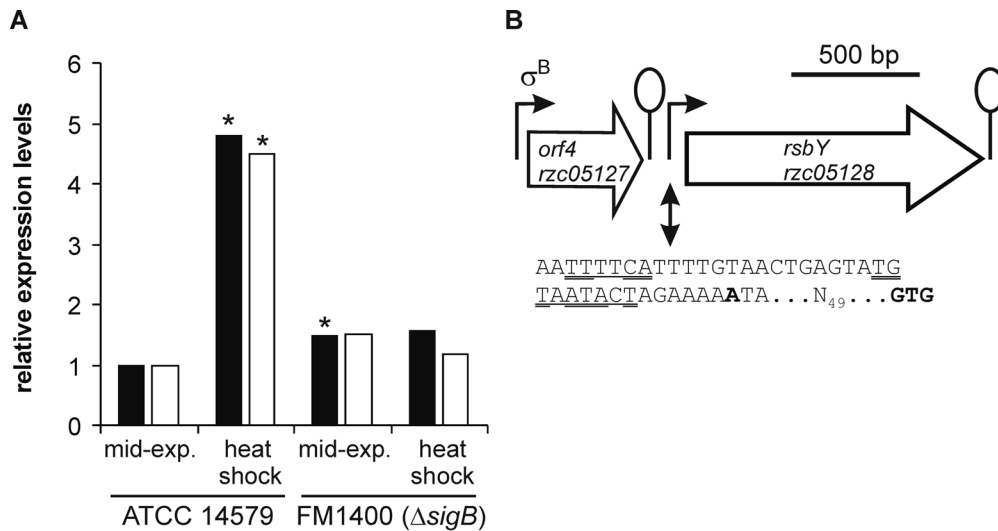 A
B
relative expression levels
6
5
4
3
2
1
0
*
*
*
mid-exp.
heat
shock
mid-exp.
heat
shock
ATCC 14579
FM1400 (ΔsigB)
500 bp
σB
orf4
rzc05127
rsbY
rzc05128
AATTTTCATTTTGTAACTGAGTATG
TAATACTAGAAAAATA...N49...GTG